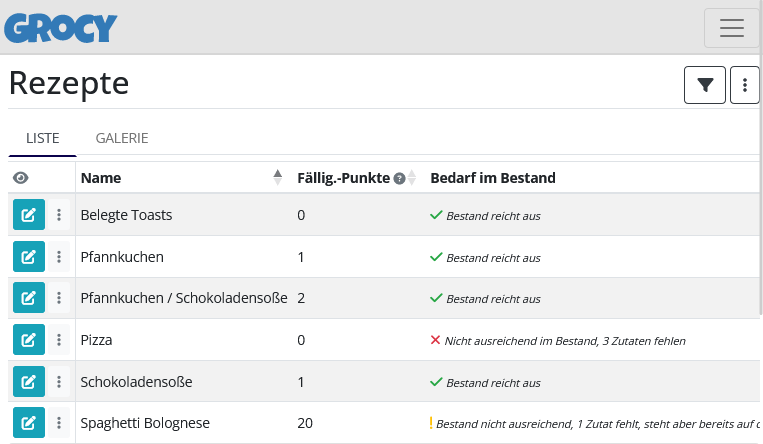 GROCY
Rezepte
LISTE GALERIE
Name Fällig.-Punkte ? Bedarf im Bestand
Belegte Toasts 0 Bestand reicht aus
Pfannkuchen 1 Bestand reicht aus
Pfannkuchen / Schokoladensoße 2 Bestand reicht aus
Pizza 0 Nicht ausreichend im Bestand, 3 Zutaten fehlen
Schokoladensoße 1 Bestand reicht aus
Spaghetti Bolognese 20 Bestand nicht ausreichend, 1 Zutat fehlt, steht aber bereits auf